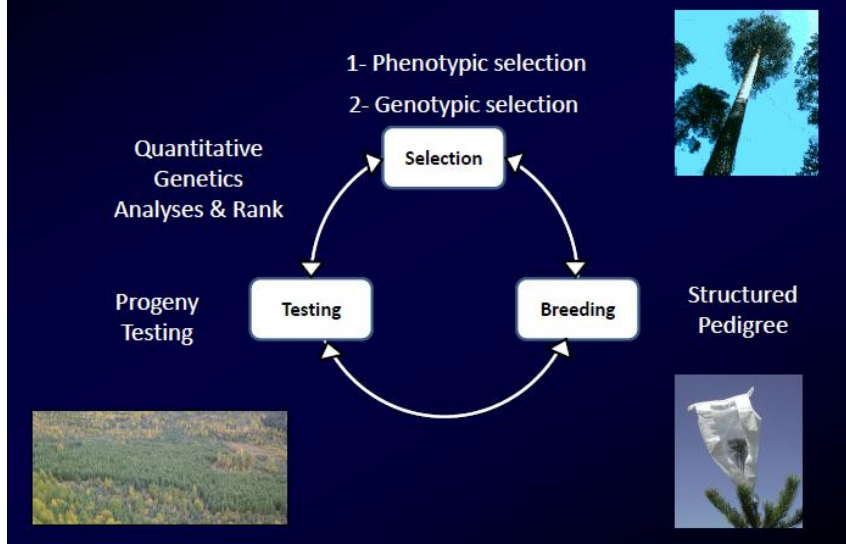 1- Phenotypic selection
2- Genotypic selection
Selection
Quantitative
Genetics
Analyses & Rank
Progeny
Testing
Testing
Breeding
Structured
Pedigree